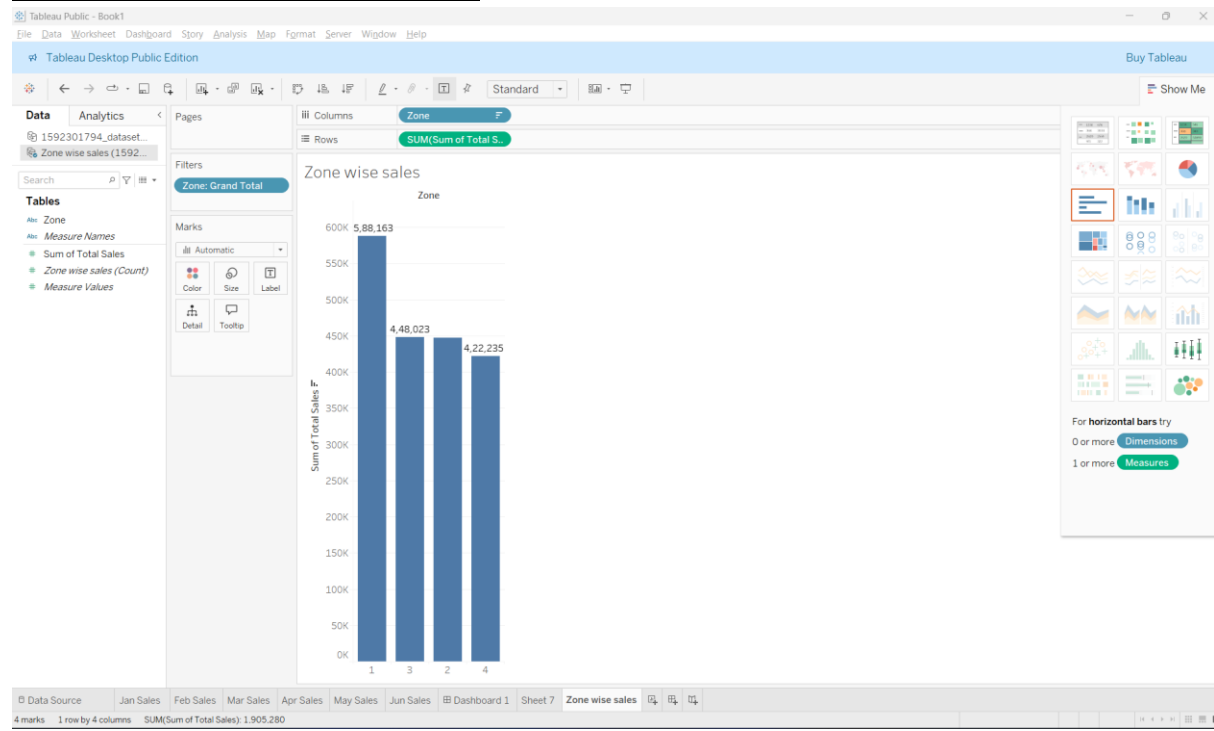 Tableau Public - Book1
File Data Worksheet Dashboard Story Analysis Map Format Server Window Help
Tableau Desktop Public Edition
Buy Tableau
Standard
Show Me
Data Analytics
1592301794_dataset...
Zone wise sales (1592...
Search
Tables
Abc Zone
Abc Measure Names
# Sum of Total Sales
# Zone wise sales (Count)
# Measure Values
Pages
Filters
Zone: Grand Total
Marks
Automatic
Color Size Label
Detail Tooltip
Columns Zone
Rows SUM(Sum of Total S..
Zone wise sales
Zone
Sum of Total Sales
600K
550K
500K
450K
400K
350K
300K
250K
200K
150K
100K
50K
0K
5,88,163
4,48,023
4,22,235
1 3 2 4
For horizontal bars try
0 or more Dimensions
1 or more Measures
Data Source Jan Sales Feb Sales Mar Sales Apr Sales May Sales Jun Sales Dashboard 1 Sheet 7 Zone wise sales
4 marks 1 row by 4 columns SUM(Sum of Total Sales): 1,905,280